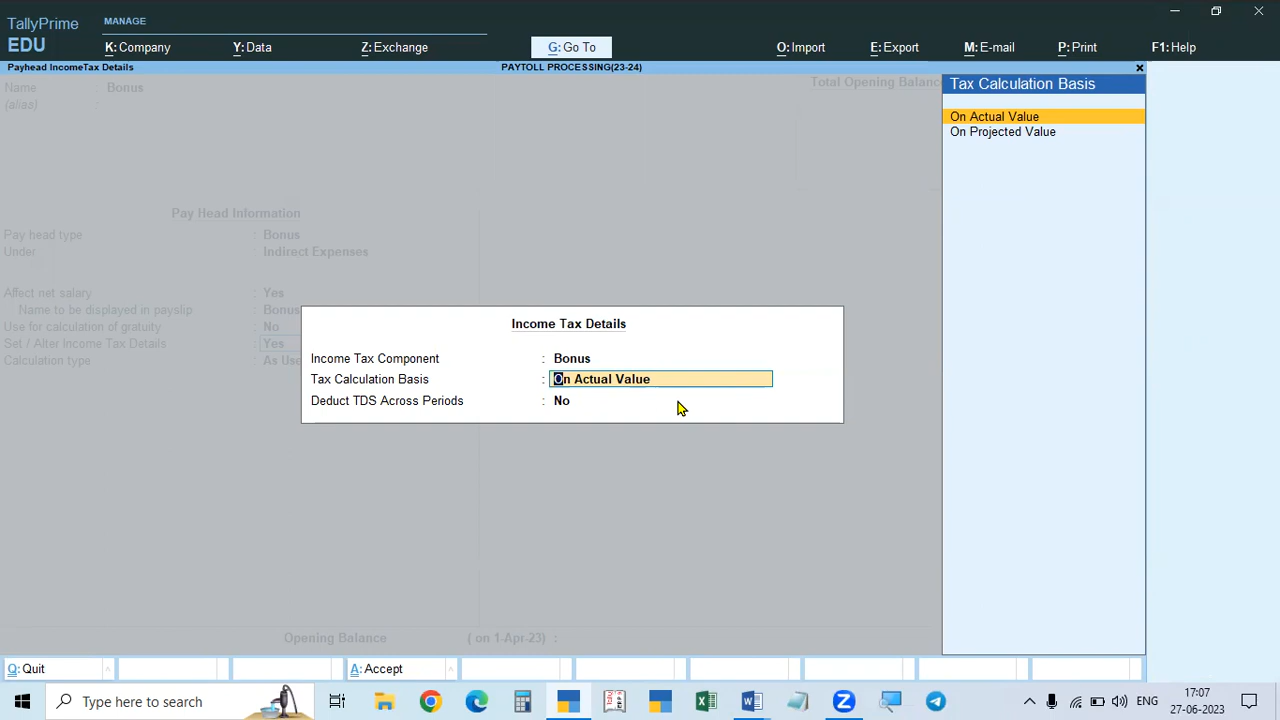 TallyPrime
EDU
MANAGE
K: Company
Y: Data
Z: Exchange
G: Go To
O: Import
E: Export
M: E-mail
P: Print
F1: Help
Payhead IncomeTax Details
PAYTOLL PROCESSING(23-24)
Name : Bonus
(alias) :
Total Opening Balance
Tax Calculation Basis
On Actual Value
On Projected Value
Pay Head Information
Pay head type : Bonus
Under : Indirect Expenses
Affect net salary : Yes
Name to be displayed in payslip : Bonus
Use for calculation of gratuity : No
Set / Alter Income Tax Details : Yes
Calculation type : As Use
Income Tax Details
Income Tax Component : Bonus
Tax Calculation Basis : On Actual Value
Deduct TDS Across Periods : No
Opening Balance ( on 1-Apr-23) :
Q: Quit
A: Accept
Type here to search
ENG
17:07
27-06-2023